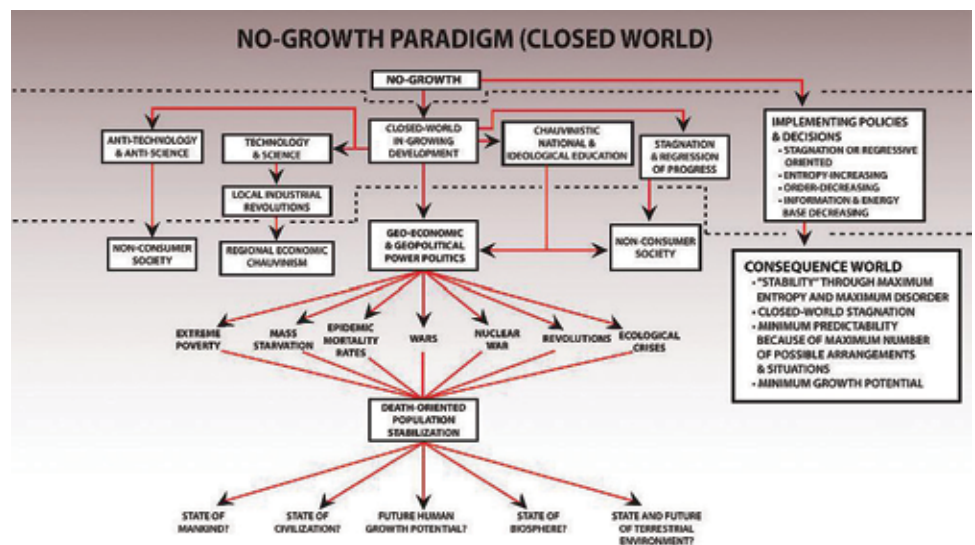 NO-GROWTH PARADIGM (CLOSED WORLD)
NO-GROWTH
ANTI-TECHNOLOGY
& ANTI-SCIENCE
TECHNOLOGY
& SCIENCE
CLOSED-WORLD
IN-GROWING
DEVELOPMENT
CHAUVINISTIC
NATIONAL &
IDEOLOGICAL EDUCATION
STAGNATION
& REGRESSION
OF PROGRESS
IMPLEMENTING POLICIES
& DECISIONS
• STAGNATION OR REGRESSIVE
ORIENTED
• ENTROPY-INCREASING
• ORDER-DECREASING
• INFORMATION & ENERGY
BASE DECREASING
LOCAL INDUSTRIAL
REVOLUTIONS
NON-CONSUMER
SOCIETY
REGIONAL ECONOMIC
CHAUVINISM
GEO-ECONOMIC
& GEOPOLITICAL
POWER POLITICS
NON-CONSUMER
SOCIETY
CONSEQUENCE WORLD
• "STABILITY" THROUGH MAXIMUM
ENTROPY AND MAXIMUM DISORDER
• CLOSED-WORLD STAGNATION
• MINIMUM PREDICTABILITY
BECAUSE OF MAXIMUM NUMBER
OF POSSIBLE ARRANGEMENTS
& SITUATIONS
• MINIMUM GROWTH POTENTIAL
EXTREME
POVERTY
MASS
STARVATION
EPIDEMIC
MORTALITY
RATES
WARS
NUCLEAR
WAR
REVOLUTIONS
ECOLOGICAL
CRISES
DEATH-ORIENTED
POPULATION
STABILIZATION
STATE OF
MANKIND?
STATE OF
CIVILIZATION?
FUTURE HUMAN
GROWTH POTENTIAL?
STATE OF
BIOSPHERE?
STATE AND FUTURE
OF TERRESTRIAL
ENVIRONMENT?